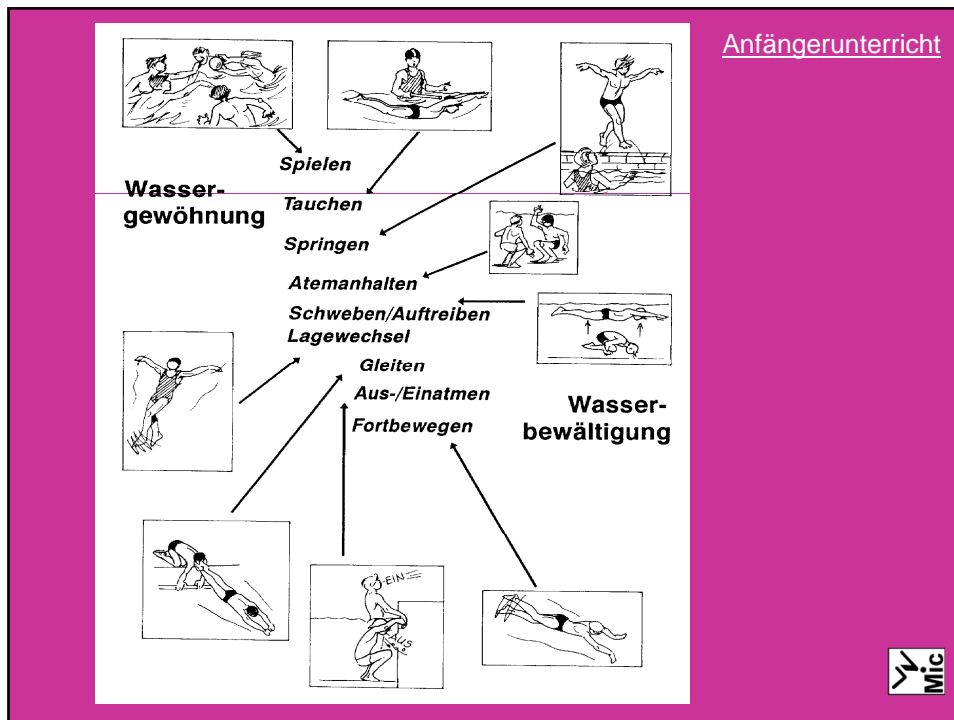 Anfängerunterricht
Spielen
Wasser-
gewöhnung
Tauchen
Springen
Atemanhalten
Schweben/Auftreiben
Lagewechsel
Gleiten
Aus-/Einatmen
Fortbewegen
Wasser-
bewältigung
EIN
AUS
Mic